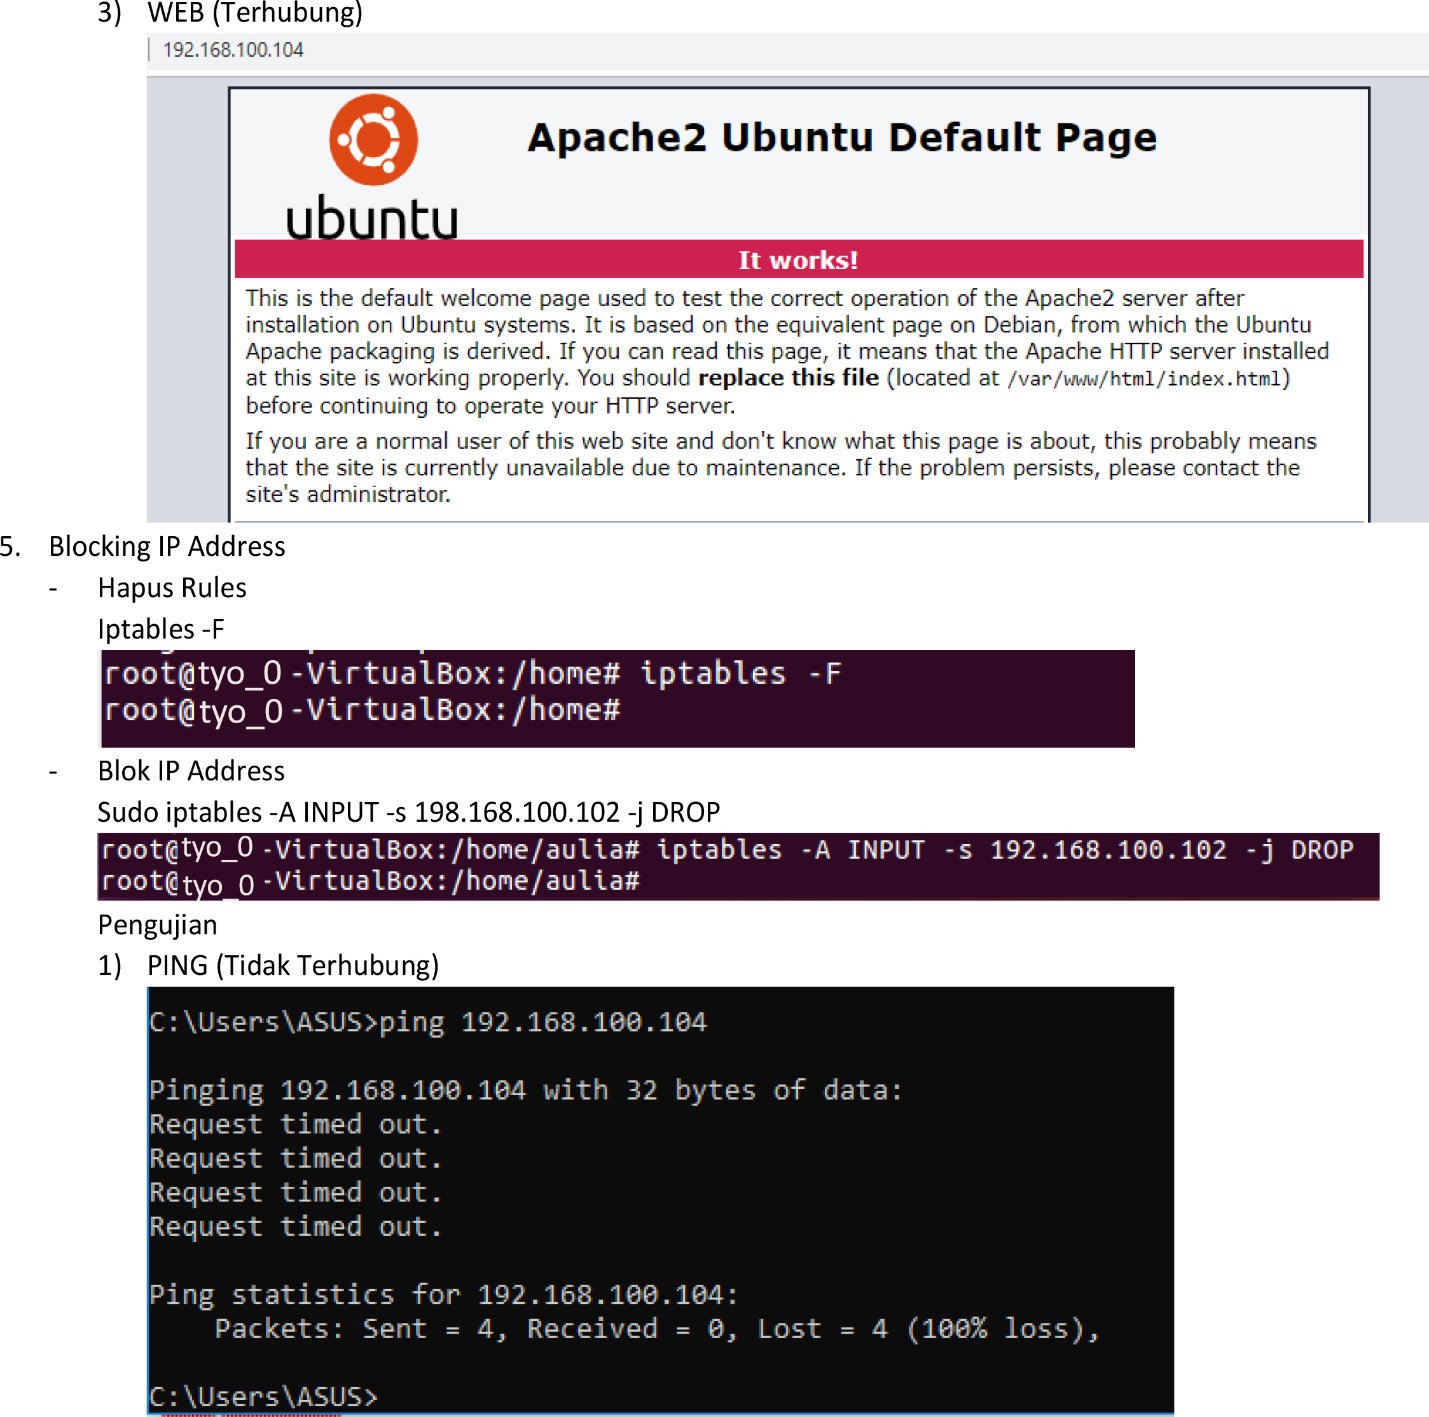 3) WEB (Terhubung)
192.168.100.104
ubuntu
Apache2 Ubuntu Default Page
It works!
This is the default welcome page used to test the correct operation of the Apache2 server after
installation on Ubuntu systems. It is based on the equivalent page on Debian, from which the Ubuntu
Apache packaging is derived. If you can read this page, it means that the Apache HTTP server installed
at this site is working properly. You should replace this file (located at /var/www/html/index.html)
before continuing to operate your HTTP server.
If you are a normal user of this web site and don't know what this page is about, this probably means
that the site is currently unavailable due to maintenance. If the problem persists, please contact the
site's administrator.
5. Blocking IP Address
- Hapus Rules
Iptables -F
root@tyo_0 -VirtualBox:/home# iptables -F
root@tyo_0 -VirtualBox:/home#
- Blok IP Address
Sudo iptables -A INPUT -s 198.168.100.102 -j DROP
root@tyo_0 -VirtualBox:/home/aulia# iptables -A INPUT -s 192.168.100.102 -j DROP
root@tyo_0 -VirtualBox:/home/aulia#
Pengujian
1) PING (Tidak Terhubung)
C:\Users\ASUS>ping 192.168.100.104
Pinging 192.168.100.104 with 32 bytes of data:
Request timed out.
Request timed out.
Request timed out.
Request timed out.
Ping statistics for 192.168.100.104:
Packets: Sent = 4, Received = 0, Lost = 4 (100% loss),
C:\Users\ASUS>